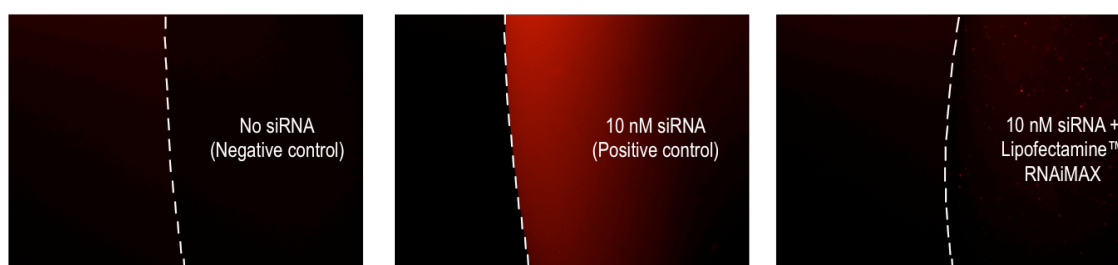 No siRNA
(Negative control)
10 nM siRNA
(Positive control)
10 nM siRNA +
Lipofectamine™
RNAiMAX